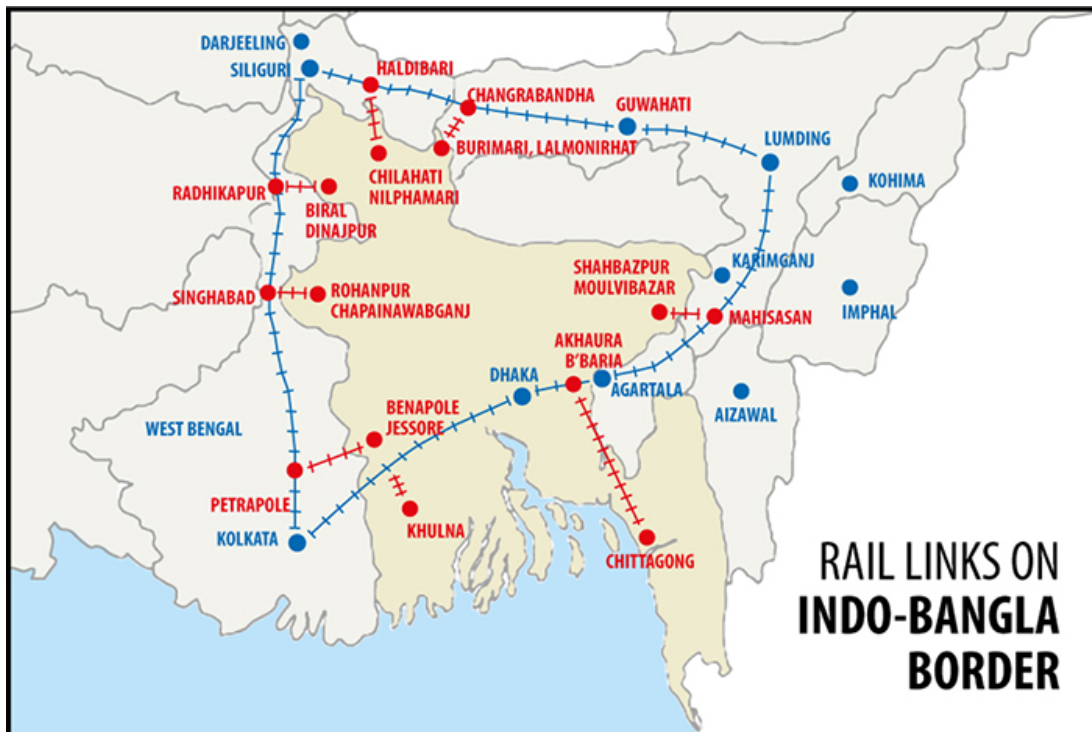 DARJEELING
SILIGURI
HALDIBARI
CHANGRABANDHA
GUWAHATI
LUMDING
BURIMARI, LALMONIRHAT
KOHIMA
CHILAHATI
NILPHAMARI
RADHIKAPUR
BIRAL
DINAJPUR
KARIMGANJ
SHAHBAZPUR
MOULVIBAZAR
SINGHABAD
ROHANPUR
CHAPAINAWABGANJ
IMPHAL
MAHISASAN
AKHAURA
B'BARIA
DHAKA
AGARTALA
AIZAWAL
BENAPOLE
JESSORE
WEST BENGAL
PETRAPOLE
KHULNA
KOLKATA
CHITTAGONG
RAIL LINKS ON
INDO-BANGLA
BORDER